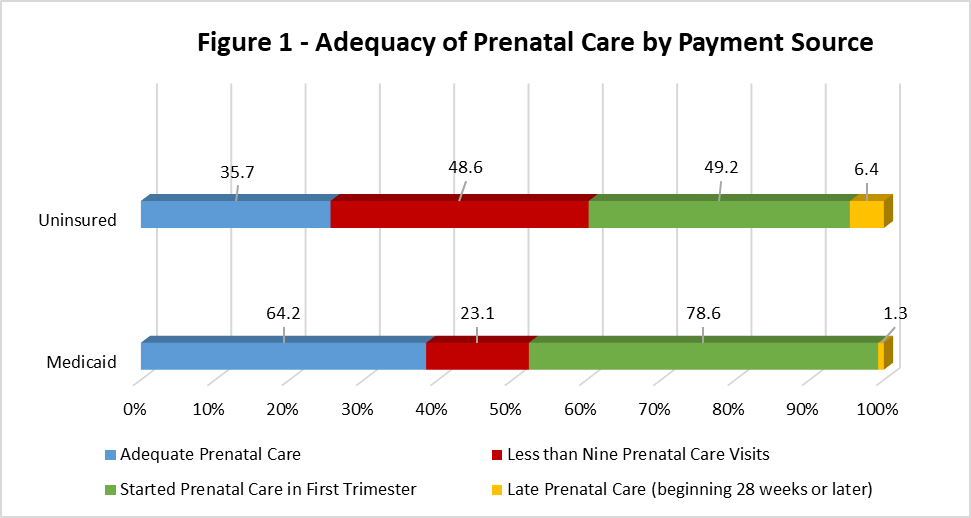 Figure 1 - Adequacy of Prenatal Care by Payment Source
35.7 48.6 49.2 6.4
Uninsured
64.2 23.1 78.6 1.3
Medicaid
0% 10% 20% 30% 40% 50% 60% 70% 80% 90% 100%
Adequate Prenatal Care Less than Nine Prenatal Care Visits
Started Prenatal Care in First Trimester Late Prenatal Care (beginning 28 weeks or later)